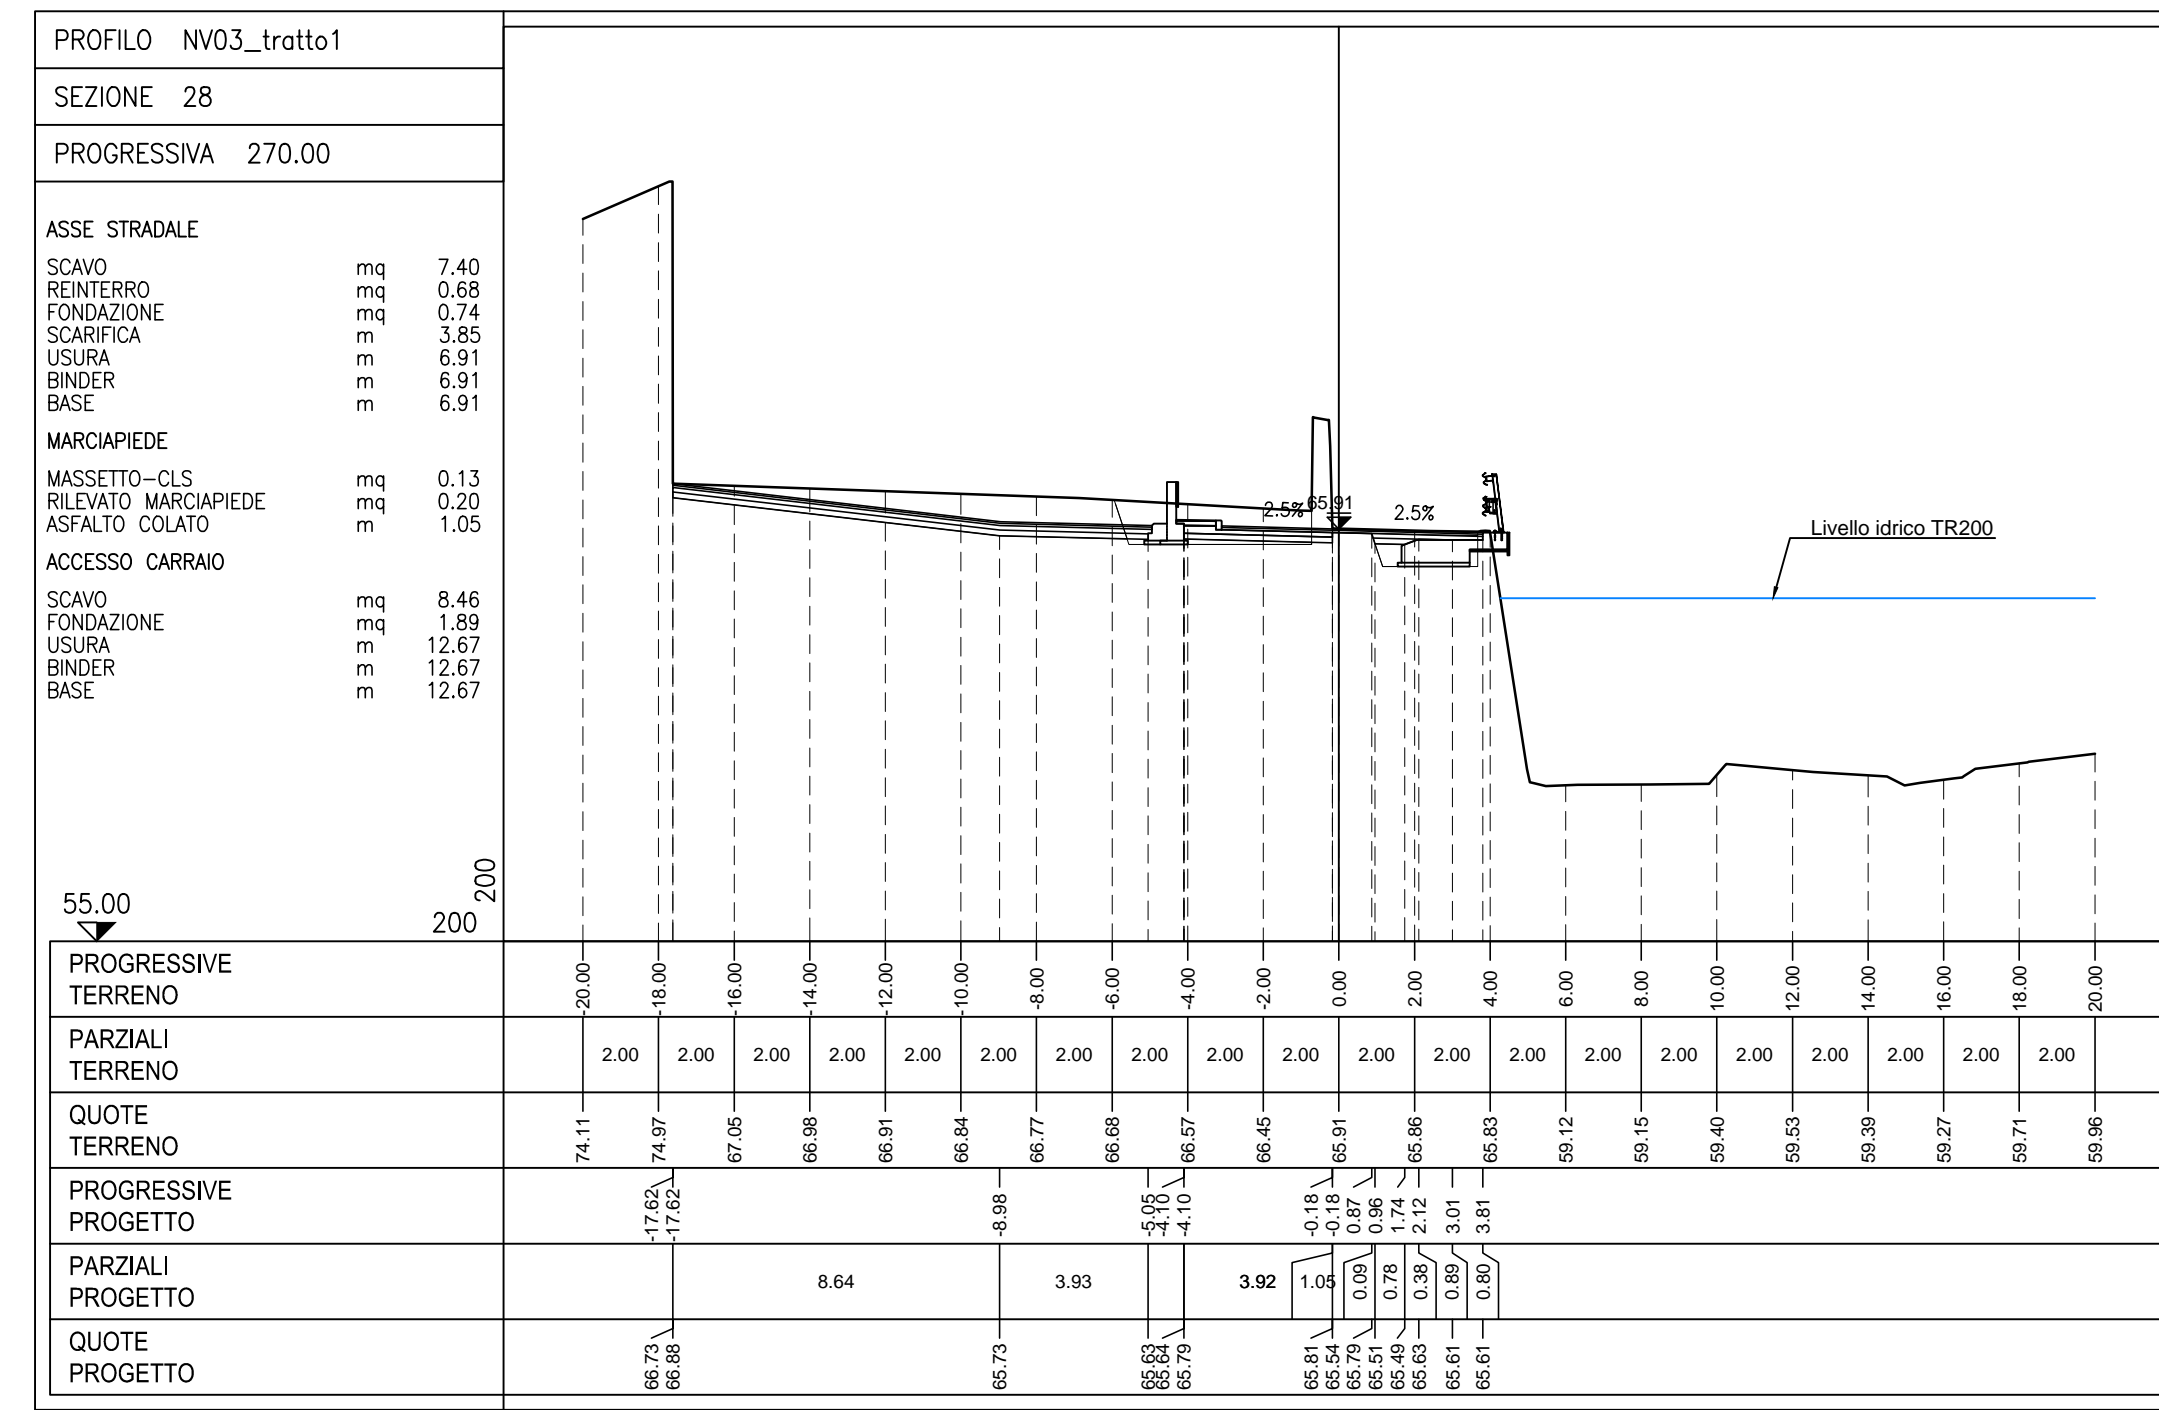 PROFILO NV03_tratto1
SEZIONE 28
PROGRESSIVA 270.00
ASSE STRADALE
SCAVO mq 7.40
REINTERRO mq 0.68
FONDAZIONE mq 0.74
SCARIFICA m 3.85
USURA m 6.91
BINDER m 6.91
BASE m 6.91
MARCIAPIEDE
MASSETTO-CLS mq 0.13
RILEVATO MARCIAPIEDE mq 0.20
ASFALTO COLATO m 1.05
ACCESSO CARRAIO
SCAVO mq 8.46
FONDAZIONE mq 1.89
USURA m 12.67
BINDER m 12.67
BASE m 12.67
2.5% 65.91 2.5%
Livello idrico TR200
55.00
200
200
PROGRESSIVE
TERRENO
-20.00 -18.00 -16.00 -14.00 -12.00 -10.00 -8.00 -6.00 -4.00 -2.00 0.00 2.00 4.00 6.00 8.00 10.00 12.00 14.00 16.00 18.00 20.00
PARZIALI
TERRENO
2.00 2.00 2.00 2.00 2.00 2.00 2.00 2.00 2.00 2.00 2.00 2.00 2.00 2.00 2.00 2.00 2.00 2.00 2.00 2.00
QUOTE
TERRENO
74.11 74.97 67.05 66.98 66.91 66.84 66.77 66.68 66.57 66.45 65.91 65.86 65.83 59.12 59.15 59.40 59.53 59.39 59.27 59.71 59.96
PROGRESSIVE
PROGETTO
-17.62 -17.62 -8.98 -5.05 -4.10 -4.10 -0.18 -0.18 0.87 0.96 1.74 2.12 3.01 3.81
PARZIALI
PROGETTO
8.64 3.93 3.92 1.05 0.09 0.78 0.38 0.89 0.80
QUOTE
PROGETTO
66.73 66.88 65.73 65.63 65.64 65.79 65.81 65.54 65.79 65.51 65.49 65.63 65.61 65.61